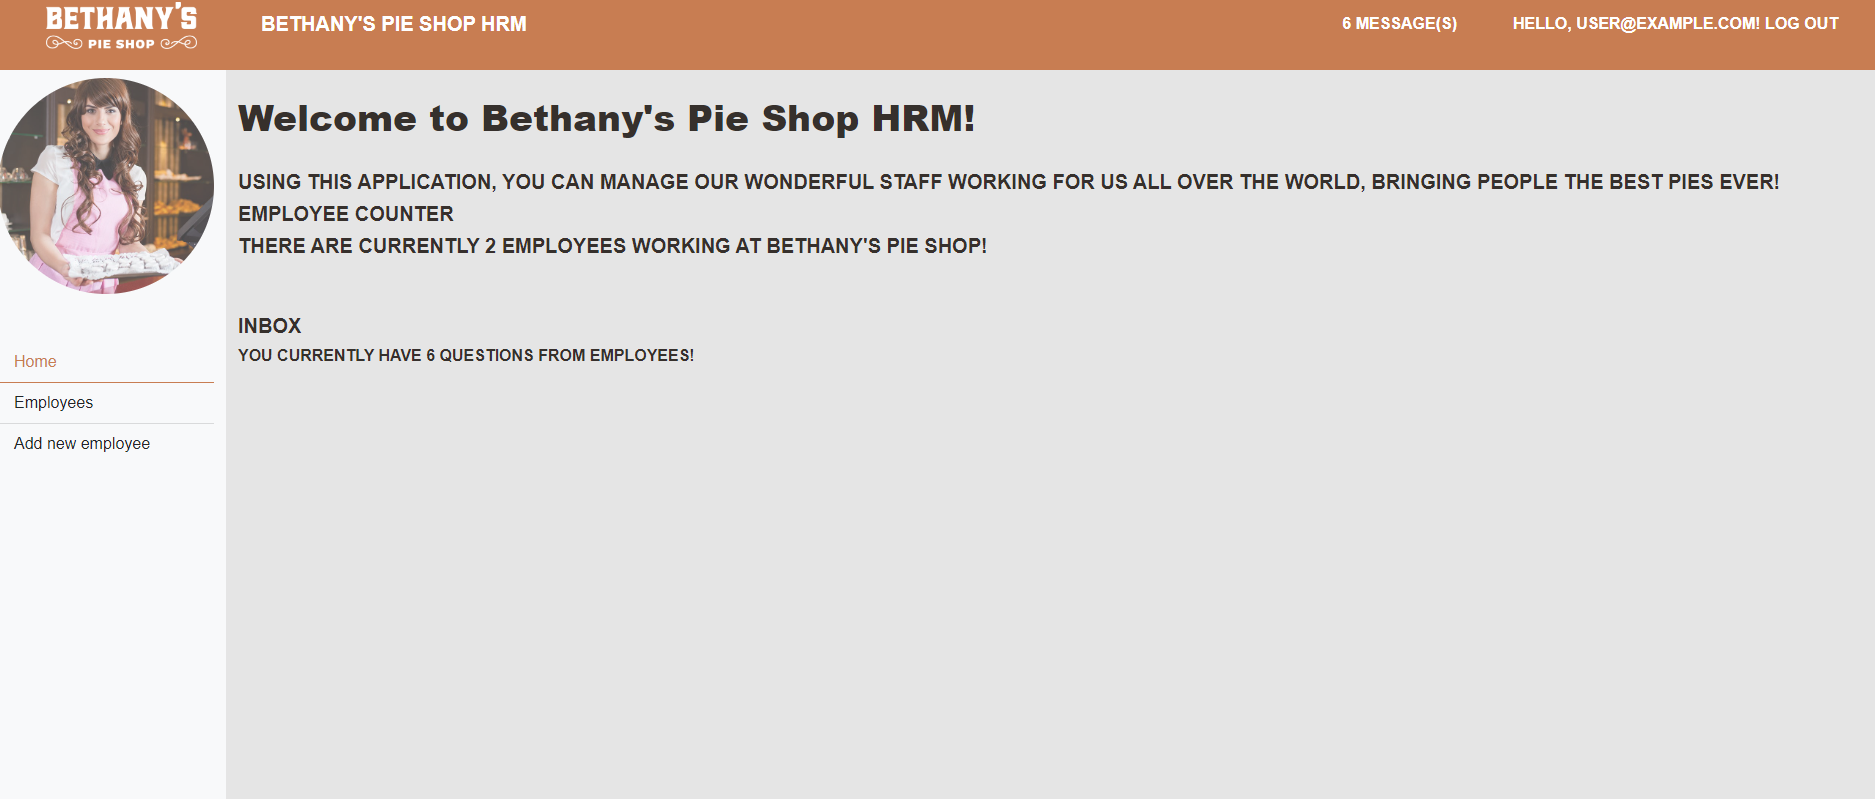 BETHANY'S
PIE SHOP
BETHANY'S PIE SHOP HRM
6 MESSAGE(S)
HELLO, USER@EXAMPLE.COM! LOG OUT
Welcome to Bethany's Pie Shop HRM!
USING THIS APPLICATION, YOU CAN MANAGE OUR WONDERFUL STAFF WORKING FOR US ALL OVER THE WORLD, BRINGING PEOPLE THE BEST PIES EVER!
EMPLOYEE COUNTER
THERE ARE CURRENTLY 2 EMPLOYEES WORKING AT BETHANY'S PIE SHOP!
INBOX
YOU CURRENTLY HAVE 6 QUESTIONS FROM EMPLOYEES!
Home
Employees
Add new employee